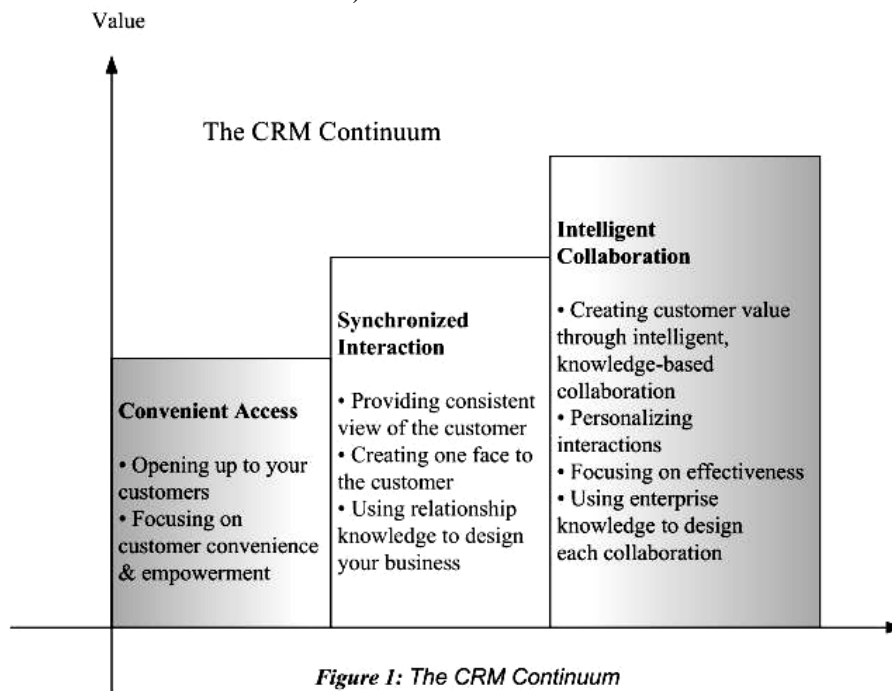 Value
The CRM Continuum
Convenient Access
• Opening up to your
customers
• Focusing on
customer convenience
& empowerment
Synchronized
Interaction
• Providing consistent
view of the customer
• Creating one face to
the customer
• Using relationship
knowledge to design
your business
Intelligent
Collaboration
• Creating customer value
through intelligent,
knowledge-based
collaboration
• Personalizing
interactions
• Focusing on effectiveness
• Using enterprise
knowledge to design
each collaboration
Figure 1: The CRM Continuum